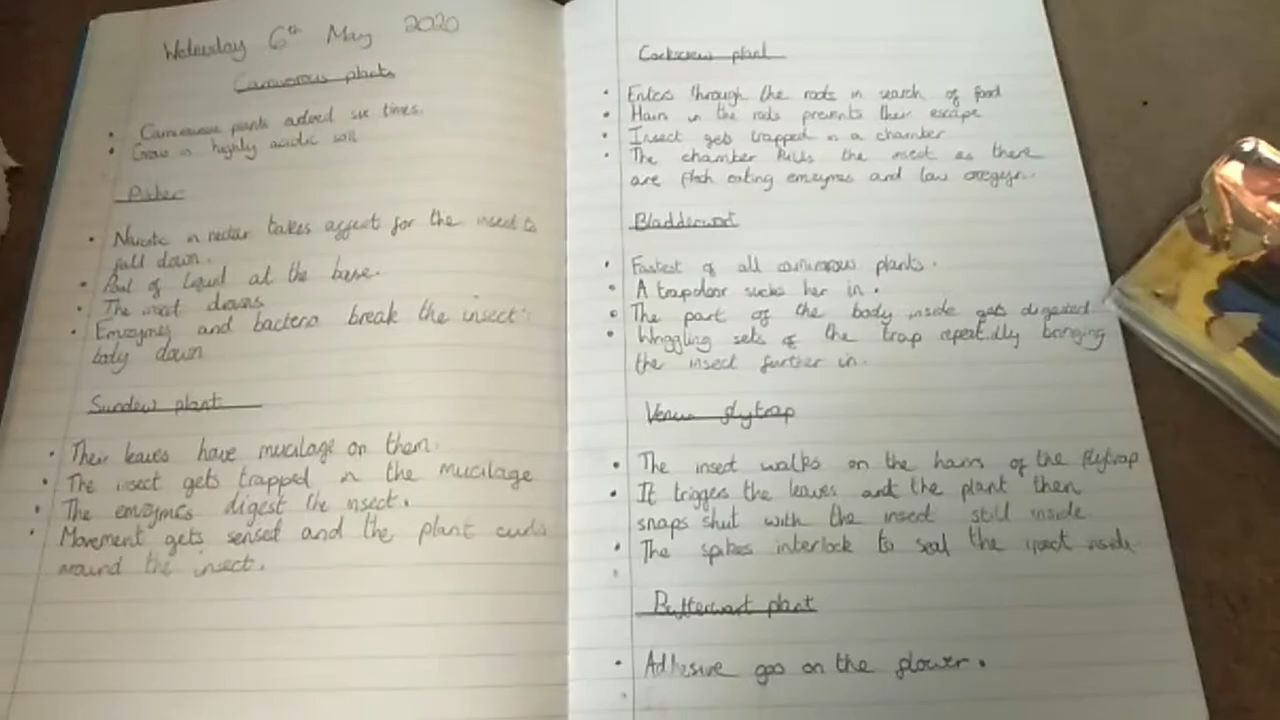 Wednesday 6th May 2020
Carnivorous plants
Carnivorous plants evolved six times.
Grow in highly acidic soil
Pitcher
Narcotic in nectar takes affect for the insect to
fall down.
Pool of liquid at the base.
The insect drowns
Enzymes and bacteria break the insect's
body down
Sundew plant
Their leaves have mucilage on them.
The insect gets trapped in the mucilage
The enzymes digest the insect.
Movement gets sensed and the plant curls
around the insect.
Corkscrew plant
Enters through the roots in search of food
Hairs in the roots prevents their escape
Insect gets trapped in a chamber
The chamber kills the insect as there
are flesh eating enzymes and low oxegyn.
Bladderwort
Fastest of all carnivorous plants.
A trapdoor sucks her in.
The part of the body inside gets digested.
Wriggling sets of the trap repeatidly bringing
the insect further in.
Venus flytrap
The insect walks on the hairs of the flytrap
It triggers the leaves and the plant then
snaps shut with the insect still inside
The spikes interlock to seal the insect inside
Butterwort plant
Adhesive goo on the flower.